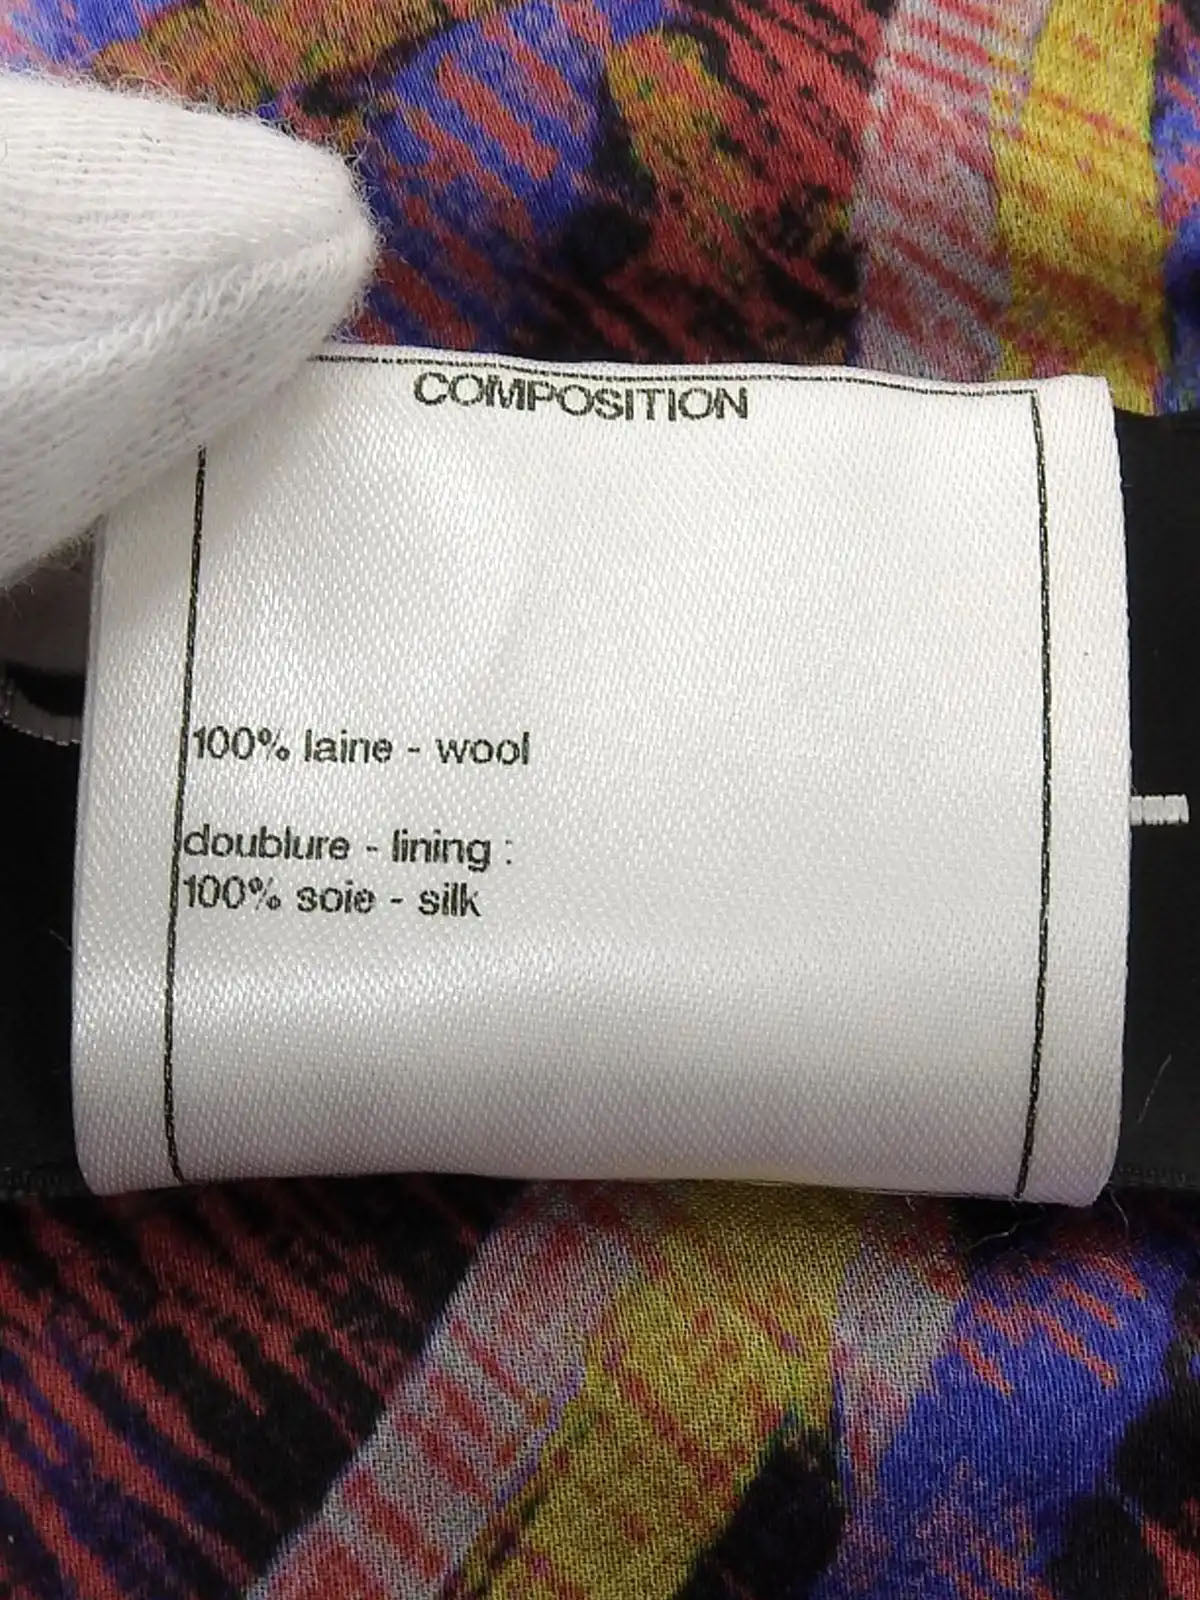 COMPOSITION
100% laine - wool
doublure - lining :
100% soie - silk